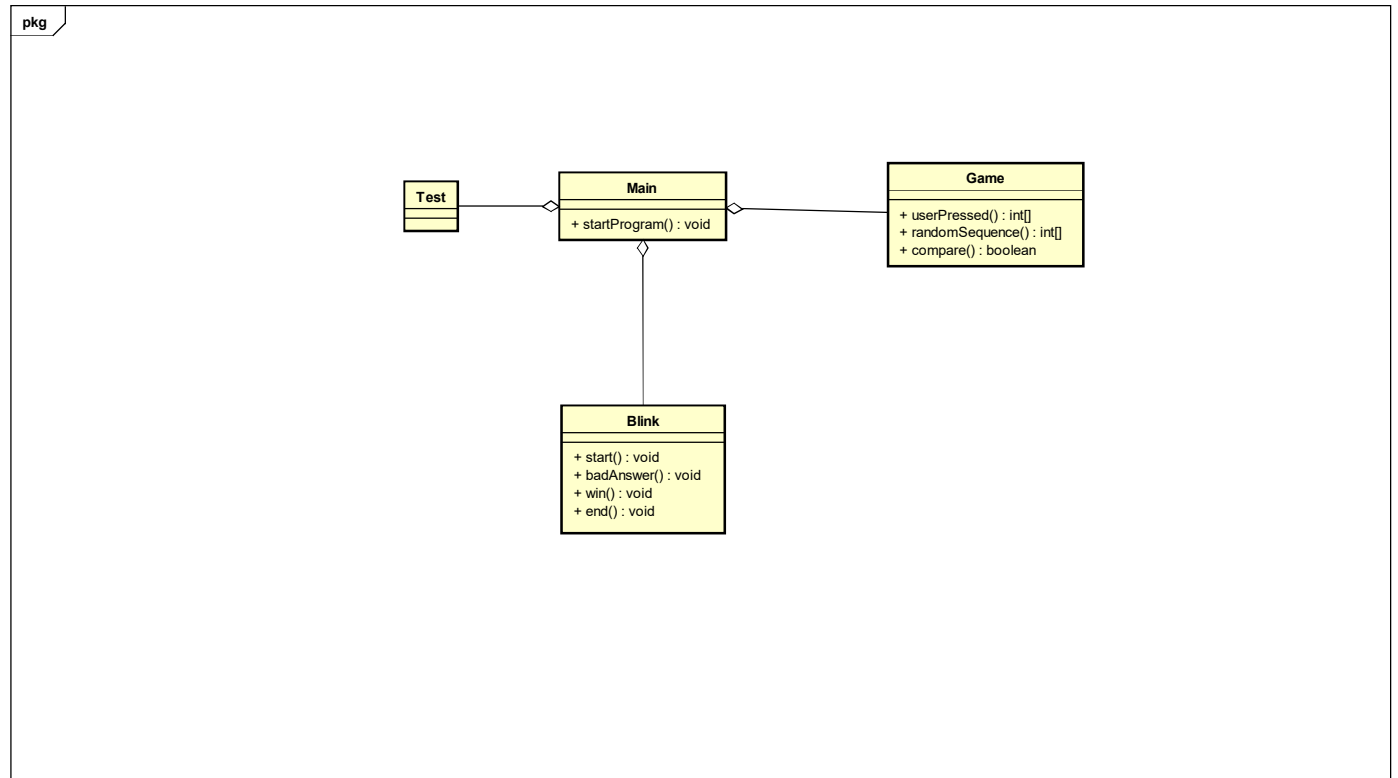 pkg
Test
Main
+ startProgram() : void
Game
+ userPressed() : int[]
+ randomSequence() : int[]
+ compare() : boolean
Blink
+ start() : void
+ badAnswer() : void
+ win() : void
+ end() : void